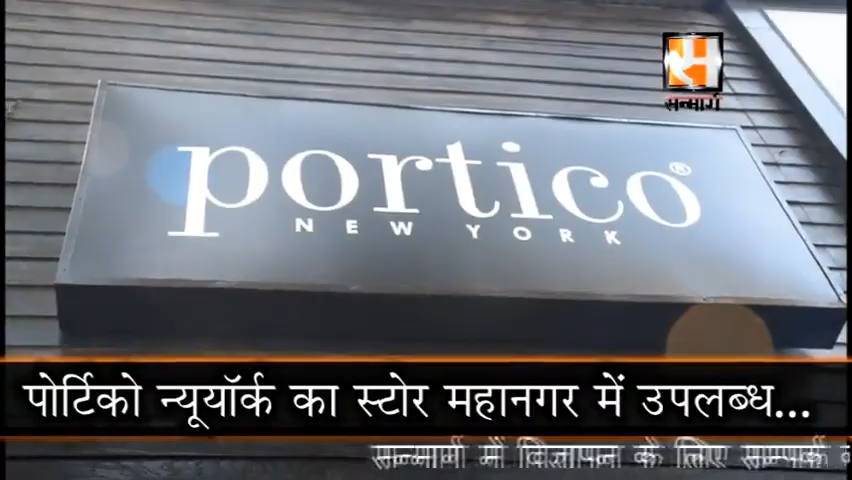 सन्मार्ग
portico®
NEW YORK
पोर्टिको न्यूयॉर्क का स्टोर महानगर में उपलब्ध...
सन्मार्ग में विज्ञापन के लिए सम्पर्क